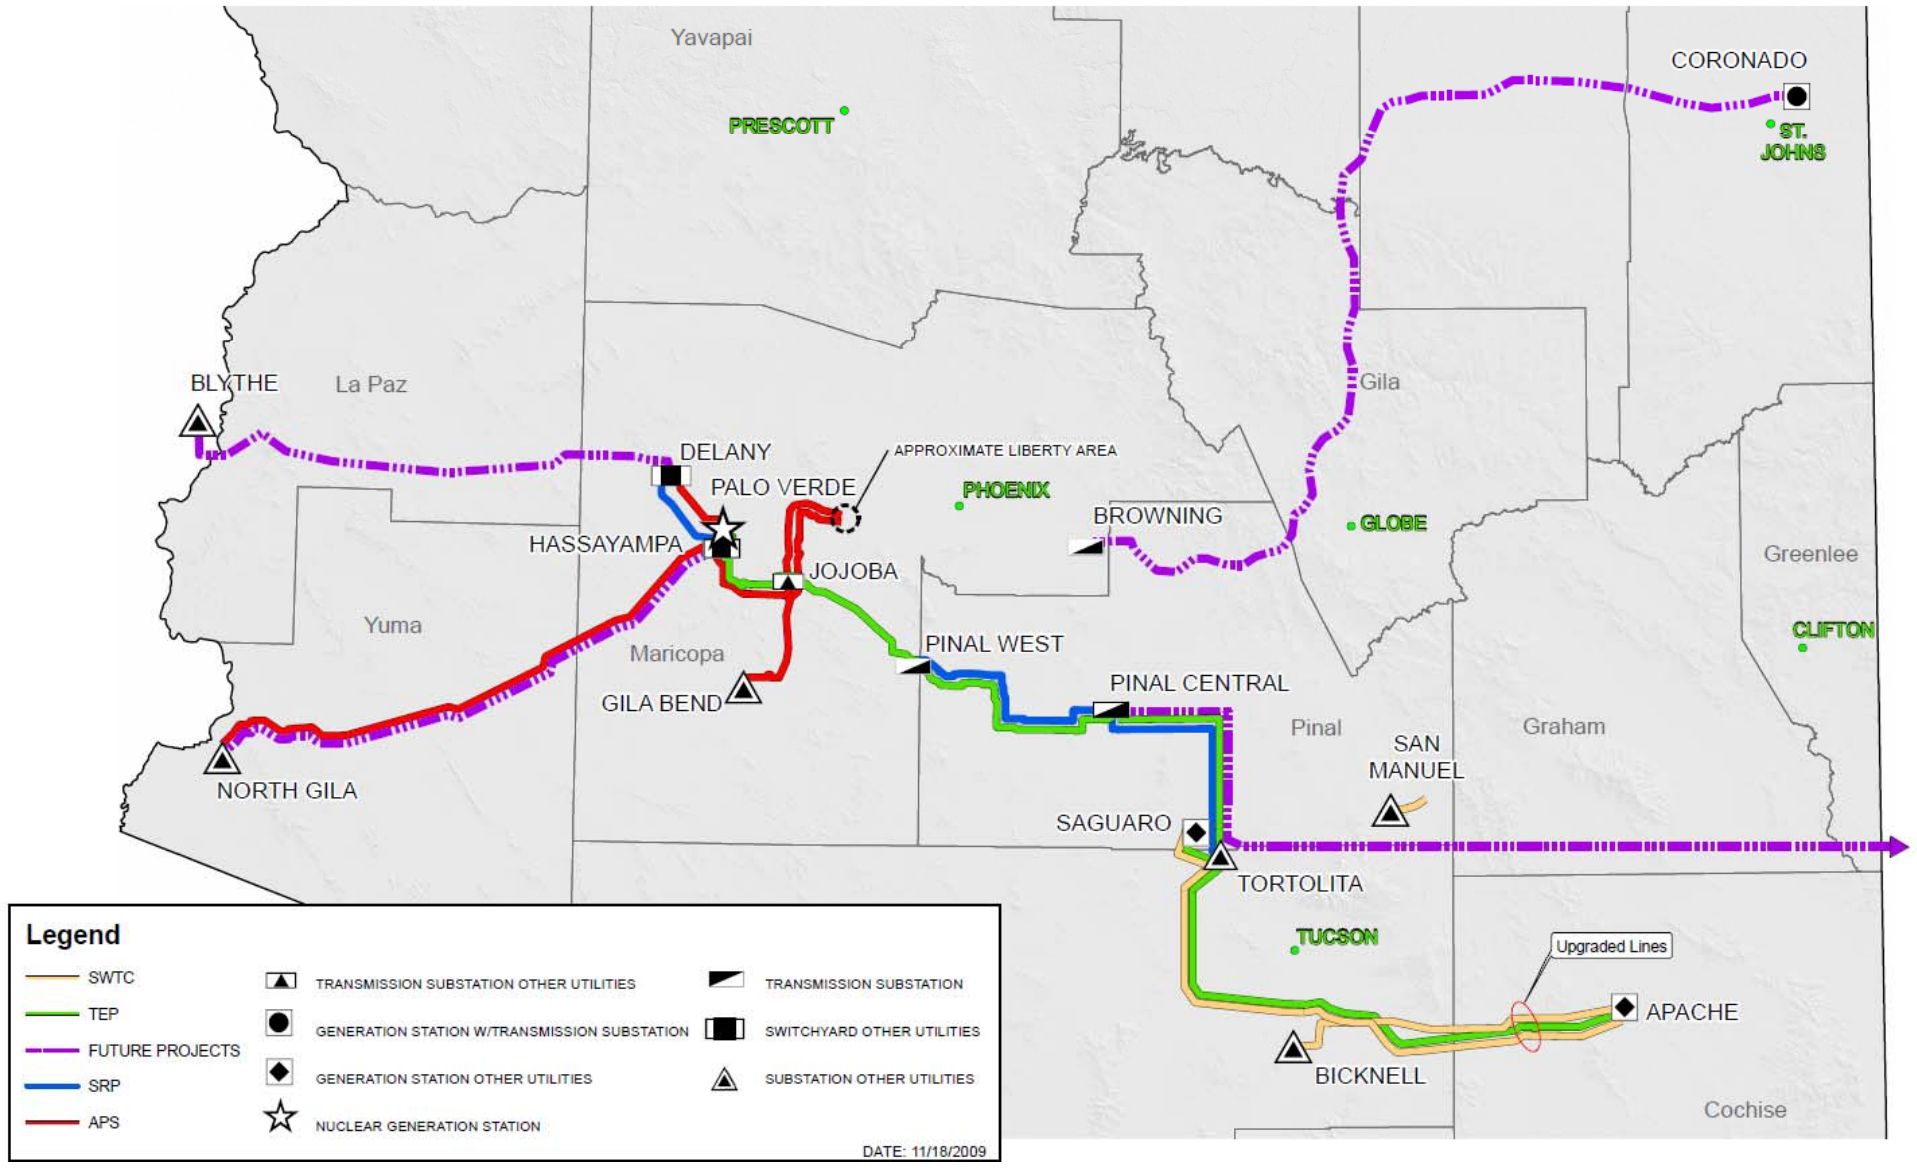 Yavapai
CORONADO
PRESCOTT
ST.
JOHNS
BLYTHE
La Paz
Gila
DELANY
APPROXIMATE LIBERTY AREA
PALO VERDE
PHOENIX
BROWNING
GLOBE
HASSAYAMPA
JOJOBA
Greenlee
Yuma
CLIFTON
Maricopa
PINAL WEST
GILA BEND
PINAL CENTRAL
Pinal
Graham
SAN
MANUEL
NORTH GILA
SAGUARO
TORTOLITA
TUCSON
Upgraded Lines
APACHE
BICKNELL
Cochise
Legend
SWTC
TEP
FUTURE PROJECTS
SRP
APS
TRANSMISSION SUBSTATION OTHER UTILITIES
GENERATION STATION W/TRANSMISSION SUBSTATION
GENERATION STATION OTHER UTILITIES
NUCLEAR GENERATION STATION
TRANSMISSION SUBSTATION
SWITCHYARD OTHER UTILITIES
SUBSTATION OTHER UTILITIES
DATE: 11/18/2009